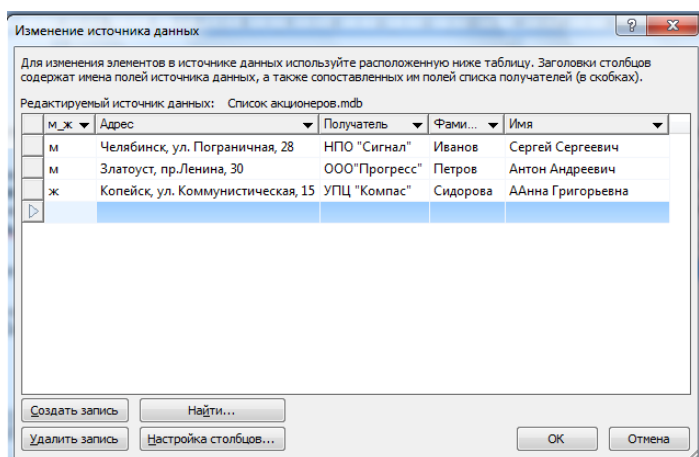 Изменение источника данных
Для изменения элементов в источнике данных используйте расположенную ниже таблицу. Заголовки столбцов
содержат имена полей источника данных, а также сопоставленных им полей списка получателей (в скобках).
Редактируемый источник данных: Список акционеров.mdb
м_ж Адрес Получатель Фами... Имя
м Челябинск, ул. Пограничная, 28 НПО "Сигнал" Иванов Сергей Сергеевич
м Златоуст, пр.Ленина, 30 ООО"Прогресс" Петров Антон Андреевич
ж Копейск, ул. Коммунистическая, 15 УПЦ "Компас" Сидорова ААнна Григорьевна
Создать запись Найти...
Удалить запись Настройка столбцов... ОК Отмена